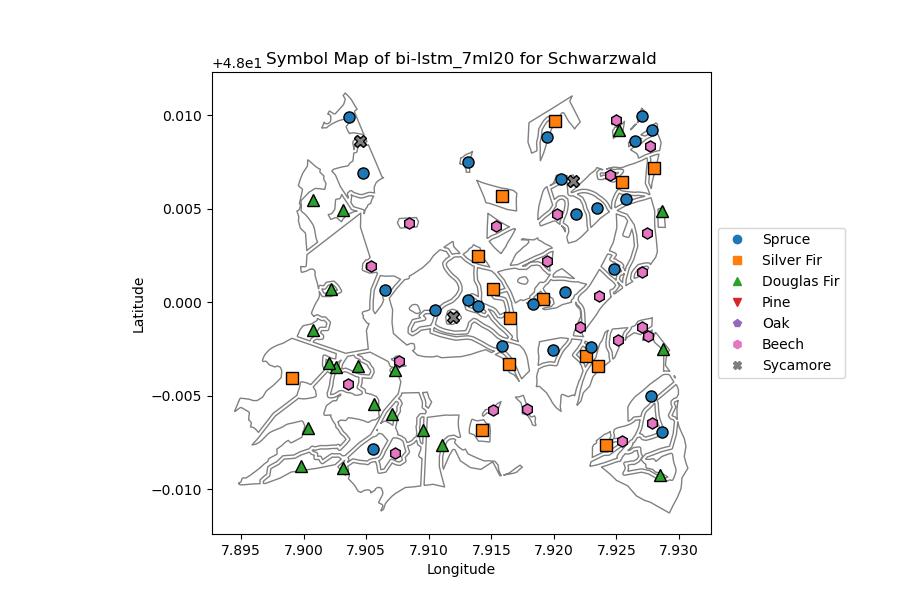 Symbol Map of bi-lstm_7ml20 for Schwarzwald
+4.8e1
0.010
0.005
0.000
−0.005
−0.010
Latitude
7.895 7.900 7.905 7.910 7.915 7.920 7.925 7.930
Longitude
Spruce
Silver Fir
Douglas Fir
Pine
Oak
Beech
Sycamore